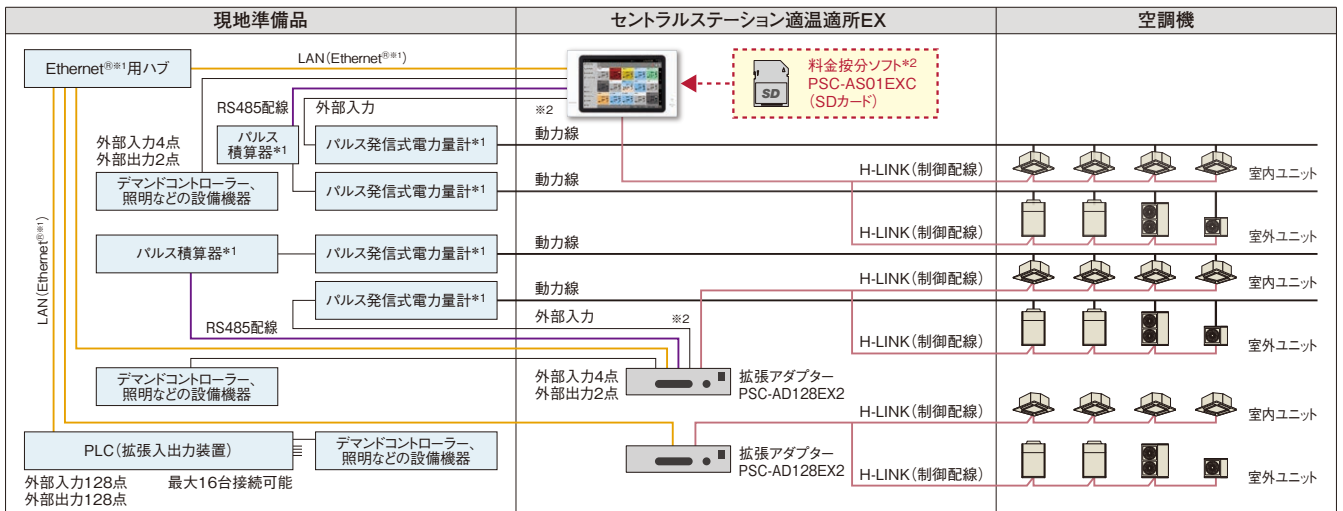 現地準備品
セントラルステーション適温適所EX
空調機
Ethernet®※1用ハブ
LAN(Ethernet®※1)
料金按分ソフト*2
PSC-AS01EXC
(SDカード)
SD
RS485配線
外部入力
※2
パルス
積算器*1
パルス発信式電力量計*1
動力線
外部入力4点
外部出力2点
H-LINK(制御配線)
室内ユニット
デマンドコントローラー、
照明などの設備機器
パルス発信式電力量計*1
動力線
LAN(Ethernet®※1)
H-LINK(制御配線)
室外ユニット
パルス積算器*1
パルス発信式電力量計*1
動力線
H-LINK(制御配線)
室内ユニット
パルス発信式電力量計*1
動力線
外部入力
※2
RS485配線
H-LINK(制御配線)
室外ユニット
デマンドコントローラー、
照明などの設備機器
外部入力4点
外部出力2点
拡張アダプター
PSC-AD128EX2
H-LINK(制御配線)
室内ユニット
PLC(拡張入出力装置)
デマンドコントローラー、
照明などの設備機器
拡張アダプター
PSC-AD128EX2
H-LINK(制御配線)
室外ユニット
外部入力128点
外部出力128点
最大16台接続可能